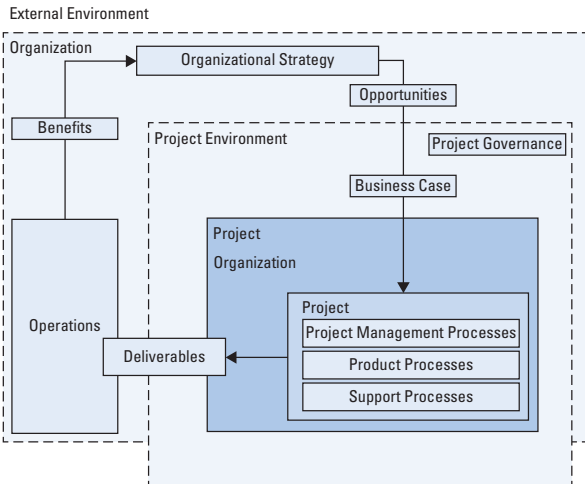 External Environment
Organization
Organizational Strategy
Opportunities
Benefits
Project Environment
Project Governance
Business Case
Project
Organization
Project
Operations
Project Management Processes
Deliverables
Product Processes
Support Processes